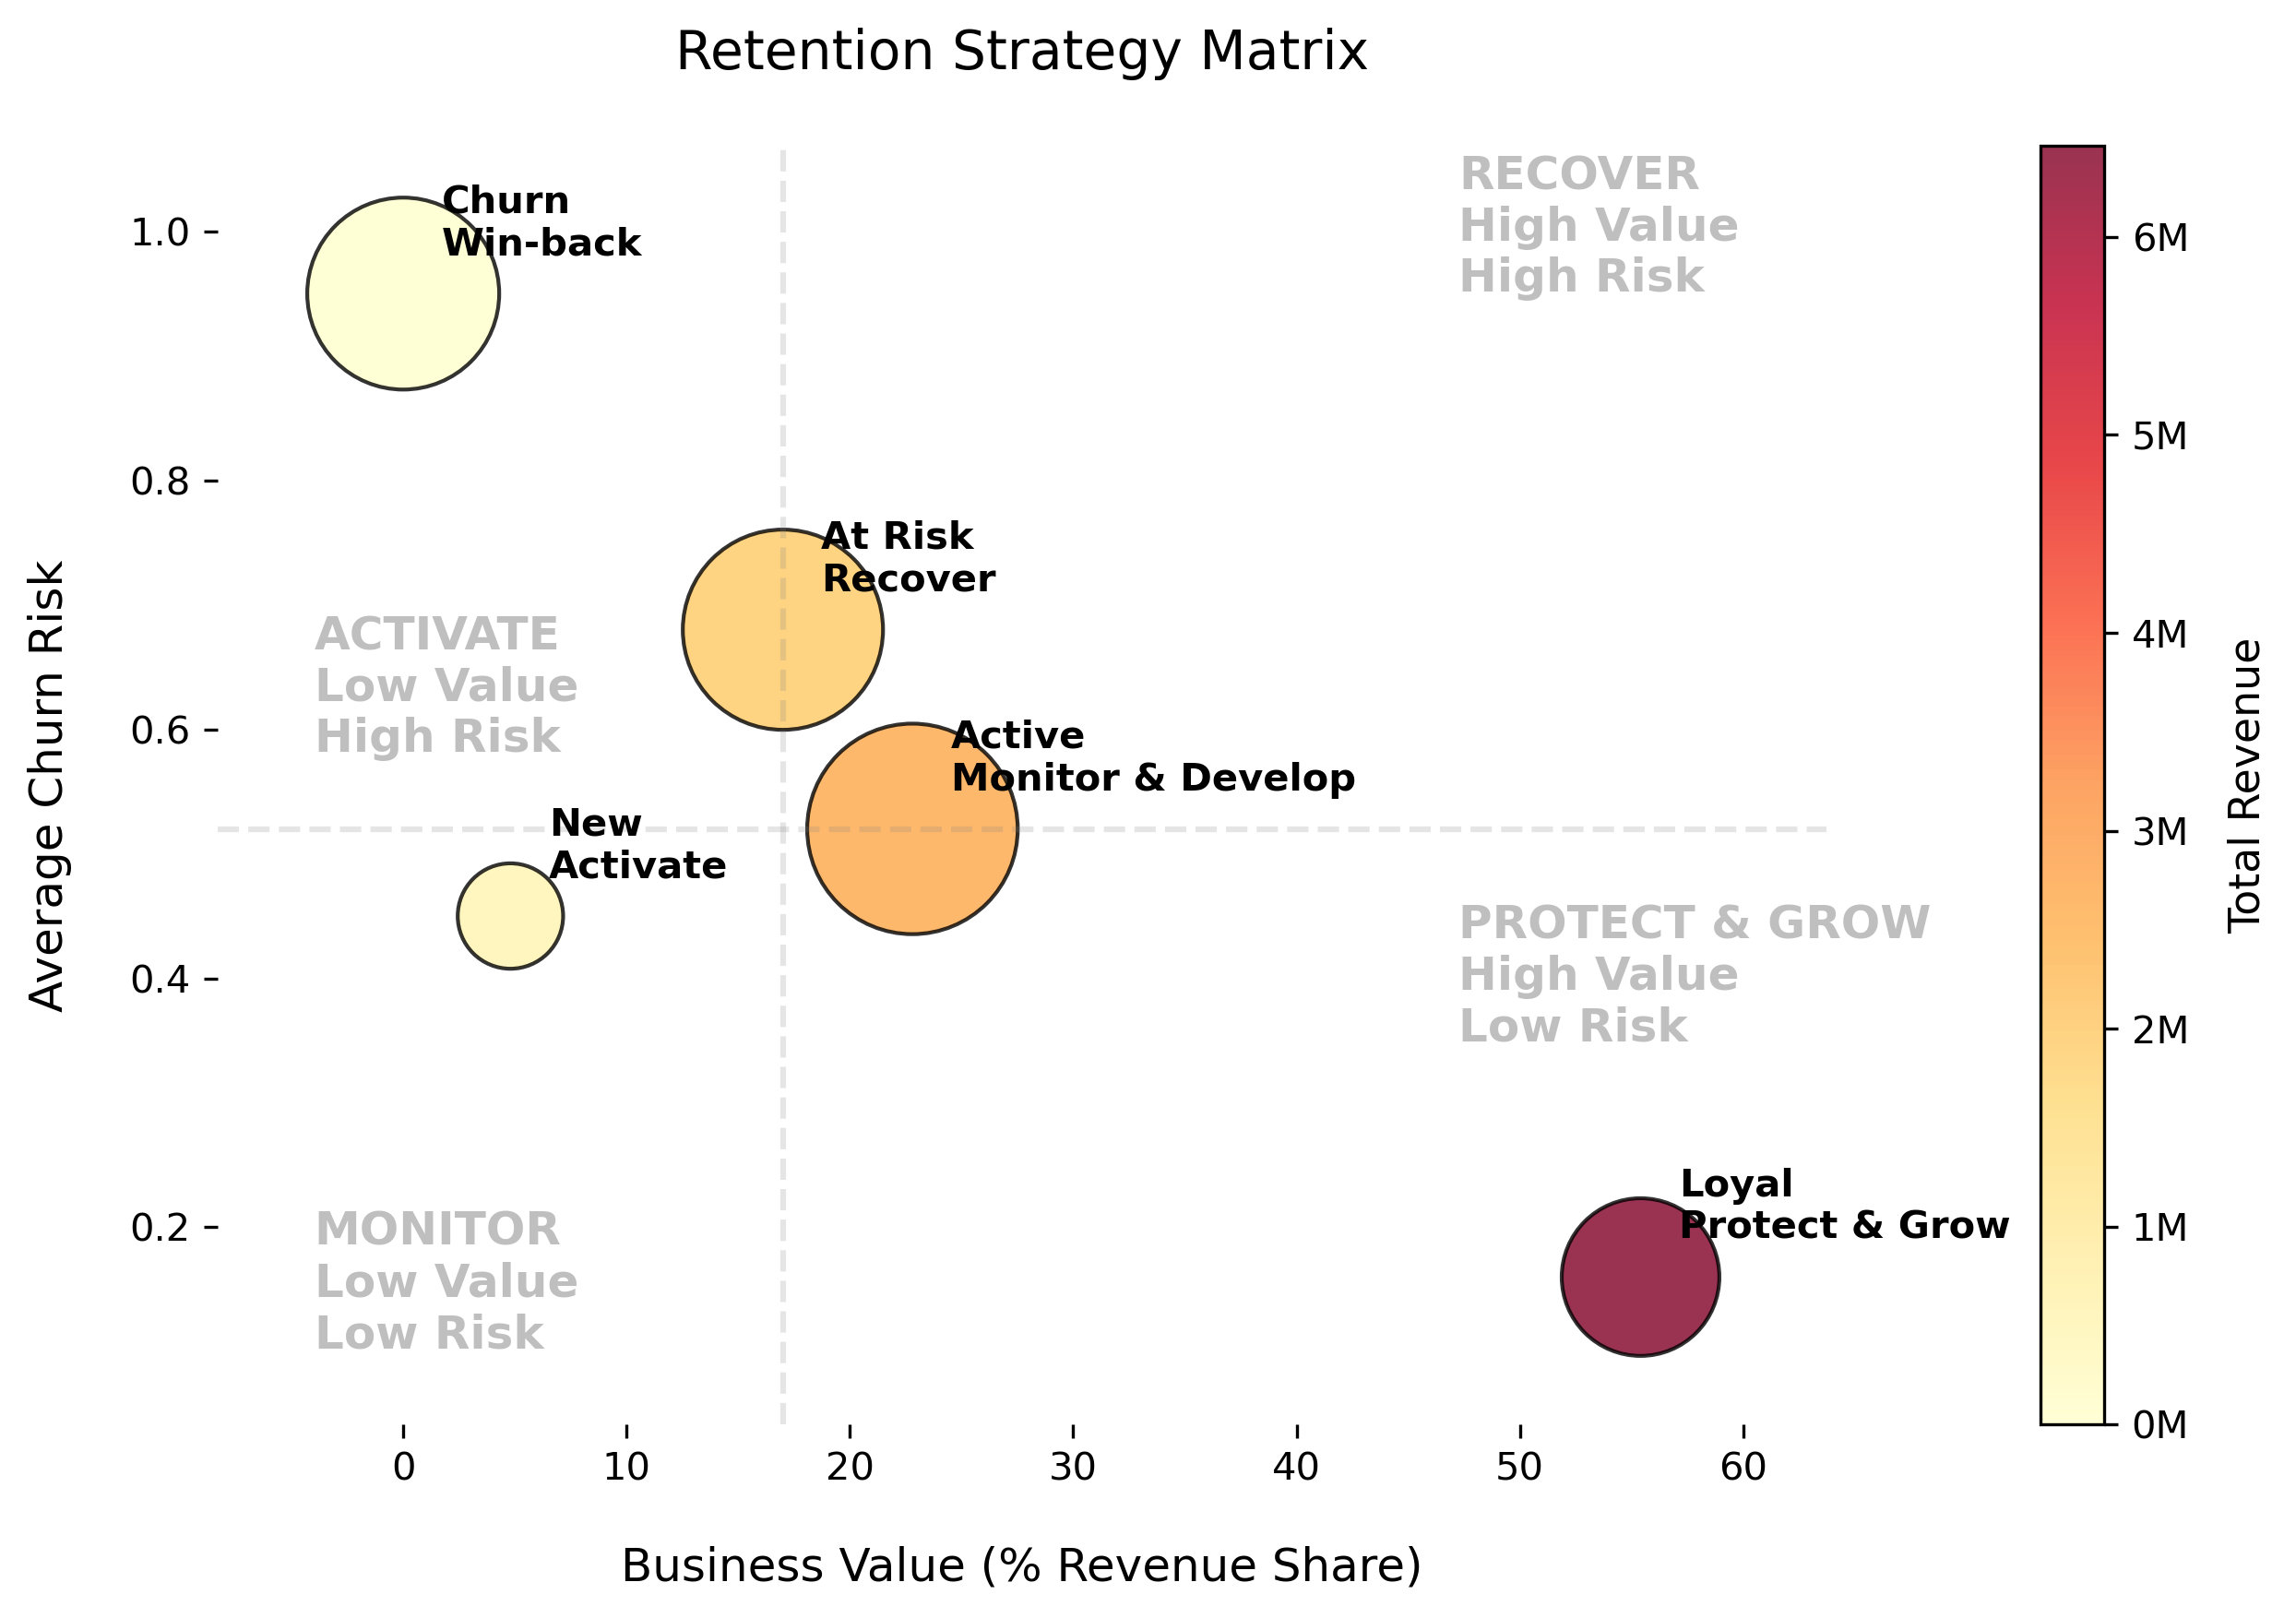 Retention Strategy Matrix
Churn
Win-back
RECOVER
High Value
High Risk
At Risk
Recover
ACTIVATE
Low Value
High Risk
Active
Monitor & Develop
New
Activate
PROTECT & GROW
High Value
Low Risk
Loyal
Protect & Grow
MONITOR
Low Value
Low Risk
Average Churn Risk
1.0
0.8
0.6
0.4
0.2
0 10 20 30 40 50 60
Business Value (% Revenue Share)
6M
5M
4M
3M
2M
1M
0M
Total Revenue